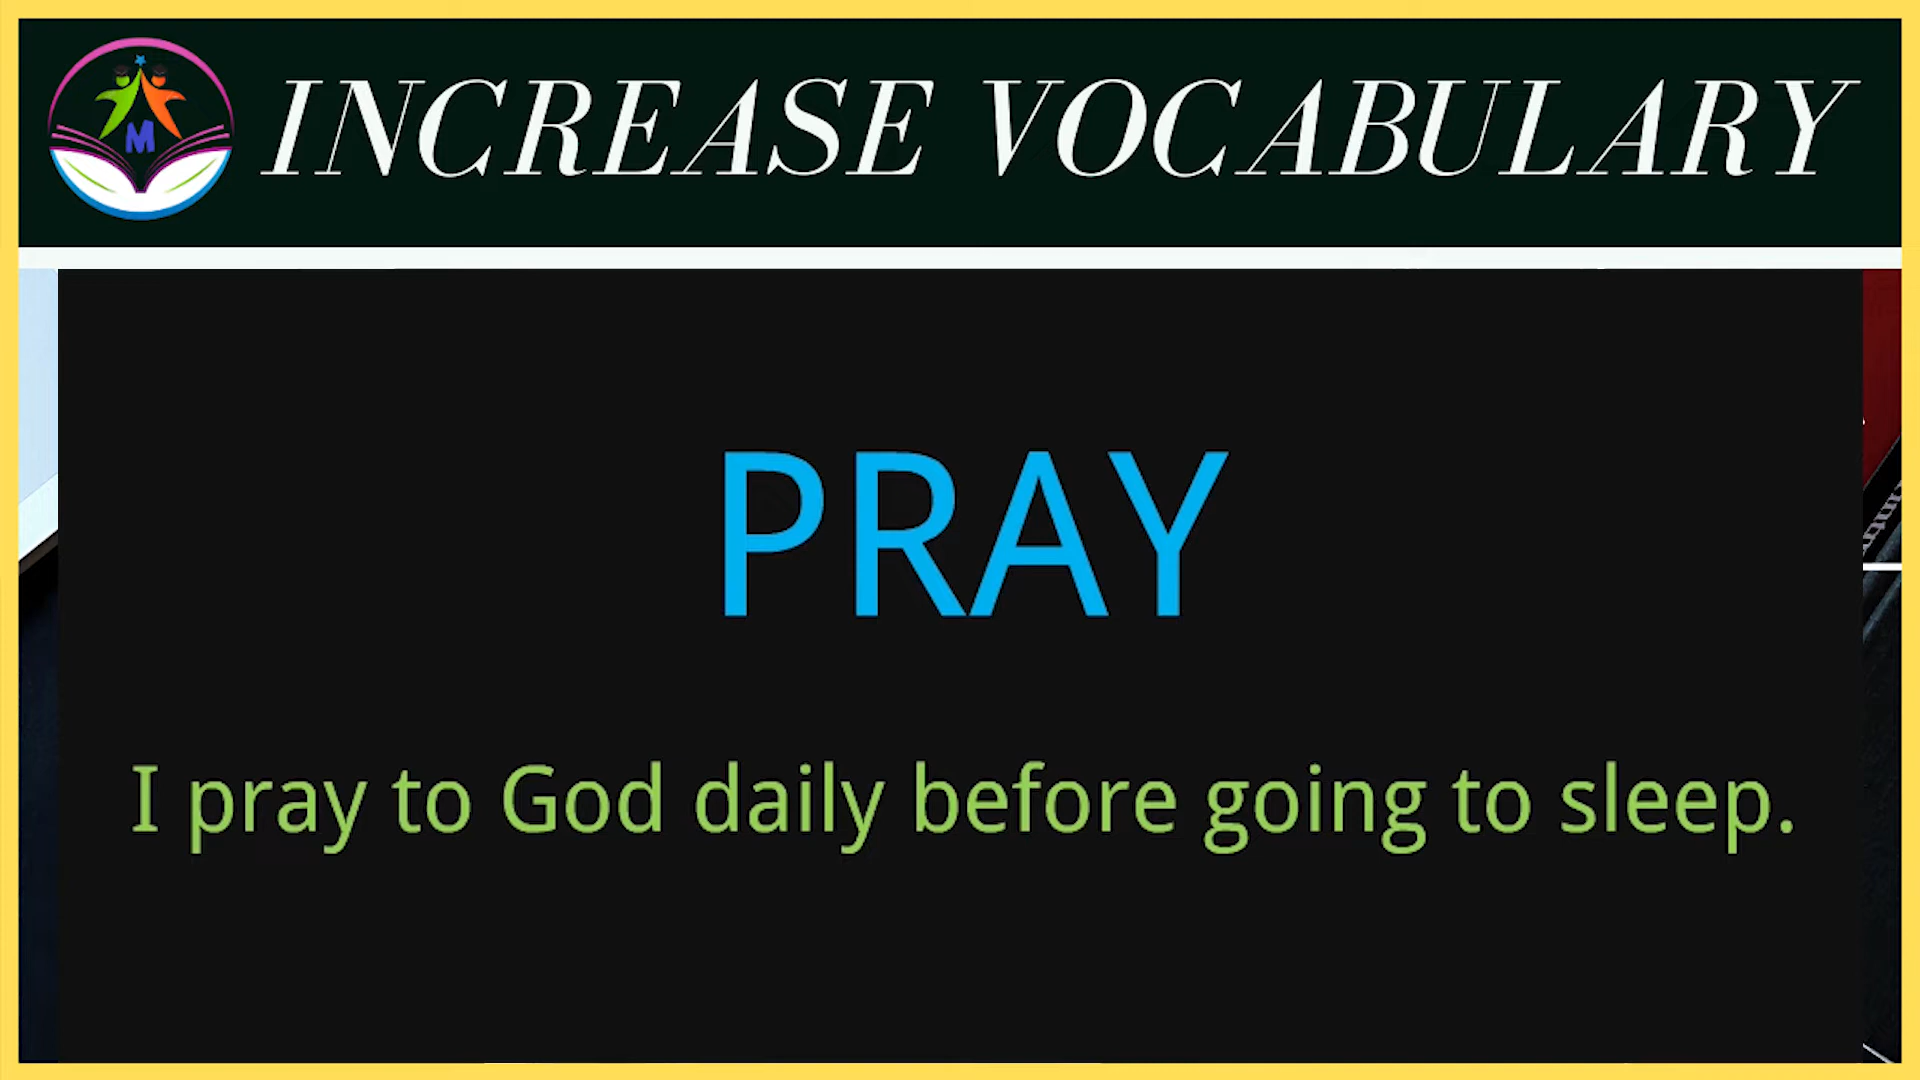 M
INCREASE VOCABULARY
PRAY
I pray to God daily before going to sleep.